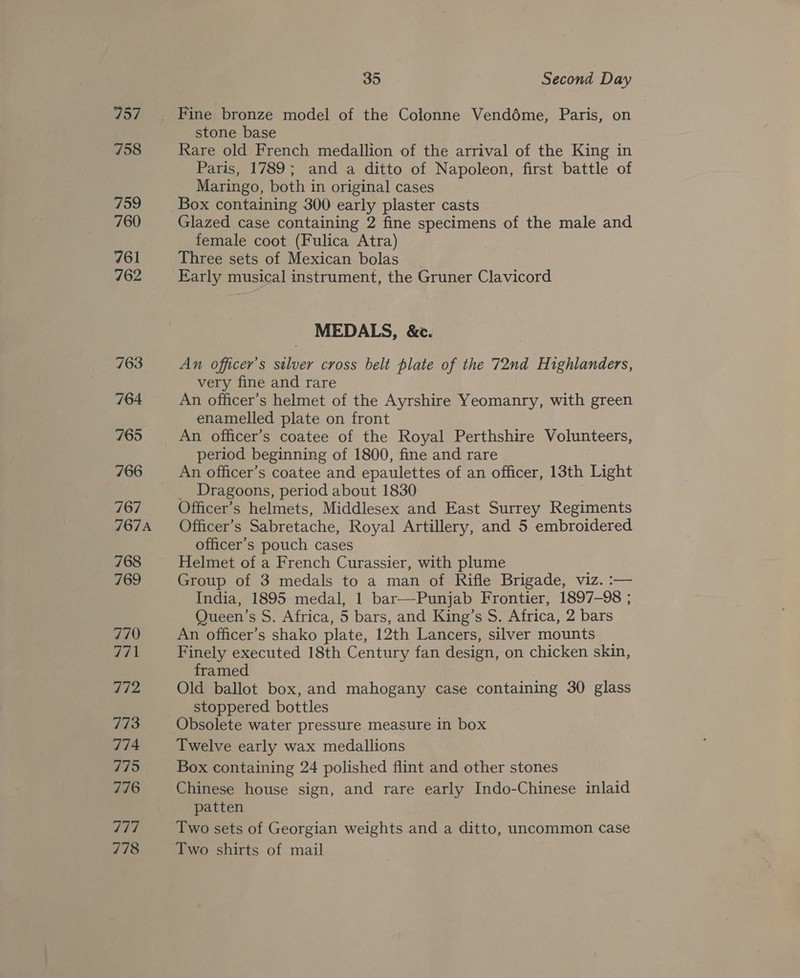 35 Second Day
757 Fine bronze model of the Colonne Vendóme, Paris, on
stone base
758 Rare old French medallion of the arrival of the King in
Paris, 1789; and a ditto of Napoleon, first battle of
Maringo, both in original cases
759 Box containing 300 early plaster casts
760 Glazed case containing 2 fine specimens of the male and
female coot (Fulica Atra)
761 Three sets of Mexican bolas
762 Early musical instrument, the Gruner Clavicord
MEDALS, &c.
763 An officer's silver cross belt plate of the 72nd Highlanders,
very fine and rare
764 An officer's helmet of the Ayrshire Yeomanry, with green
enamelled plate on front
765 An officer's coatee of the Royal Perthshire Volunteers,
period beginning of 1800, fine and rare
766 An officer's coatee and epaulettes of an officer, 13th Light
Dragoons, period about 1830
767 Officer's helmets, Middlesex and East Surrey Regiments
767A Officer's Sabretache, Royal Artillery, and 5 embroidered
officer's pouch cases
768 Helmet of a French Curassier, with plume
769 Group of 3 medals to a man of Rifle Brigade, viz. :—
India, 1895 medal, 1 bar—Punjab Frontier, 1897-98 ;
Queen's S. Africa, 5 bars, and King's S. Africa, 2 bars
770 An officer's shako plate, 12th Lancers, silver mounts
771 Finely executed 18th Century fan design, on chicken skin,
framed
772 Old ballot box, and mahogany case containing 30 glass
stoppered bottles
773 Obsolete water pressure measure in box
774 Twelve early wax medallions
775 Box containing 24 polished flint and other stones
776 Chinese house sign, and rare early Indo-Chinese inlaid
patten
777 Two sets of Georgian weights and a ditto, uncommon case
778 Two shirts of mail